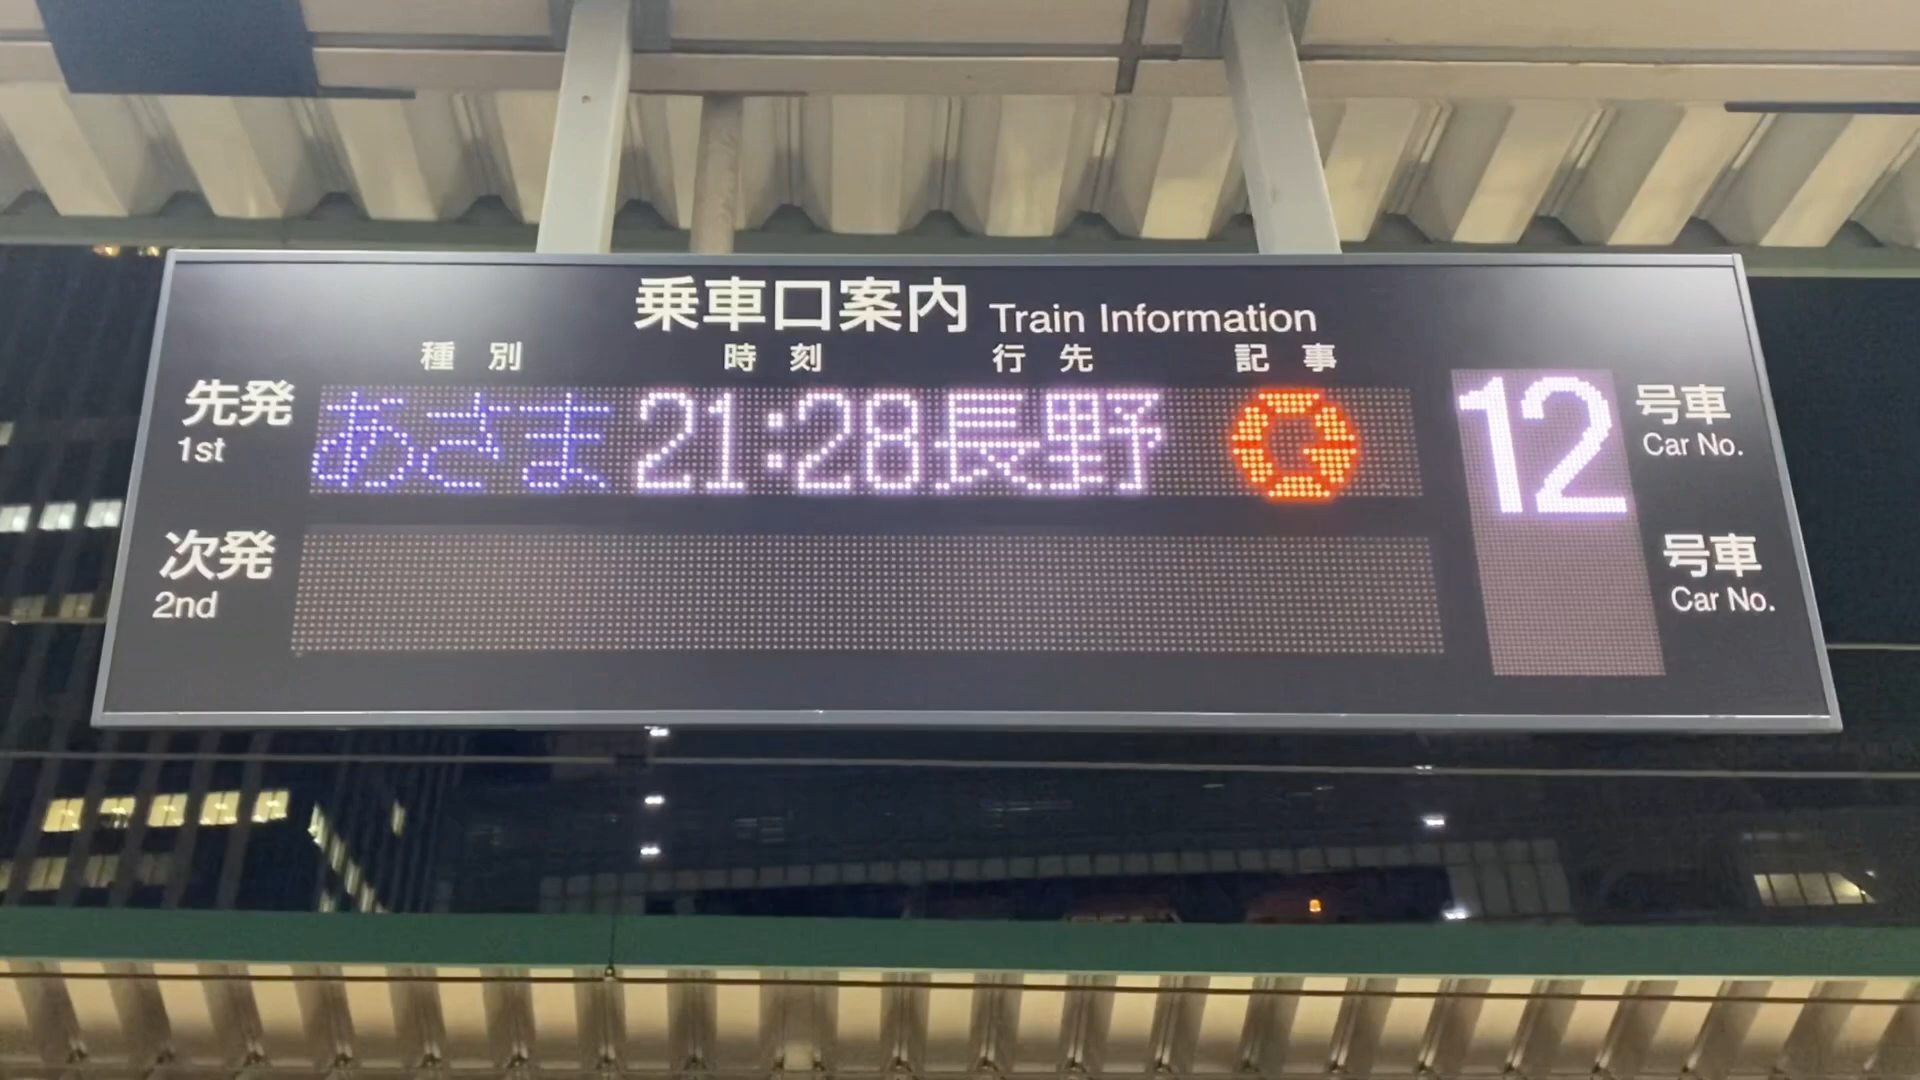 乗車口案内 Train Information
種別 時刻 行先 記事
先発 あさま 21:28 長野 G 12 号車
1st Car No.
次発 号車
2nd Car No.